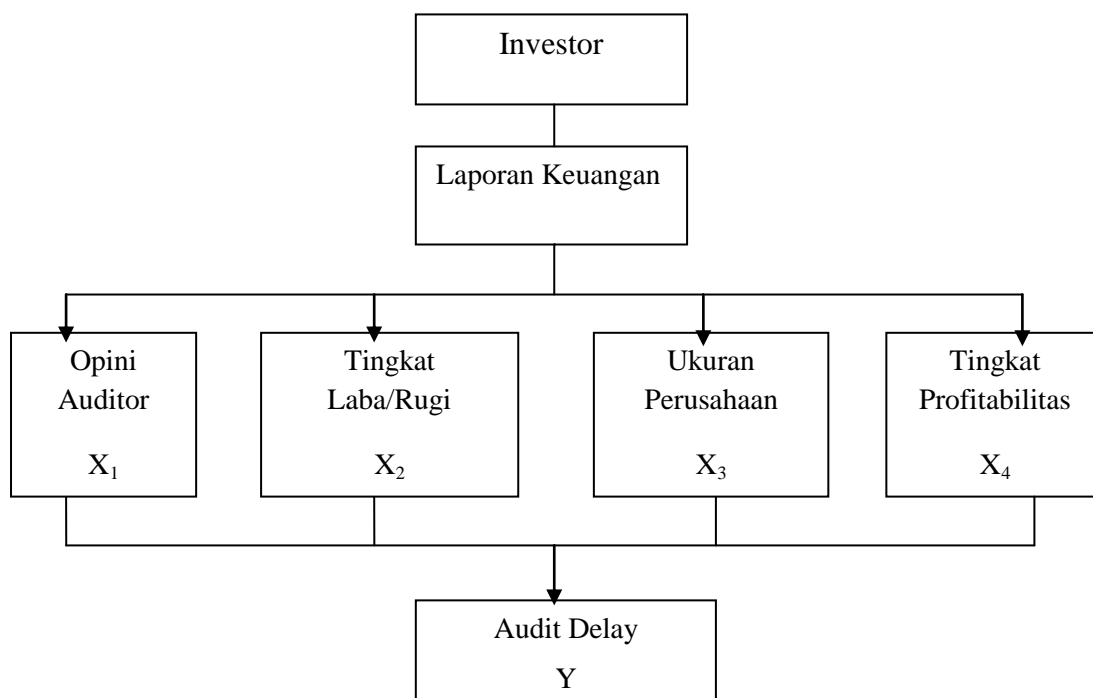 Investor
Laporan Keuangan
Opini
Auditor
X₁
Tingkat
Laba/Rugi
X₂
Ukuran
Perusahaan
X₃
Tingkat
Profitabilitas
X₄
Audit Delay
Y